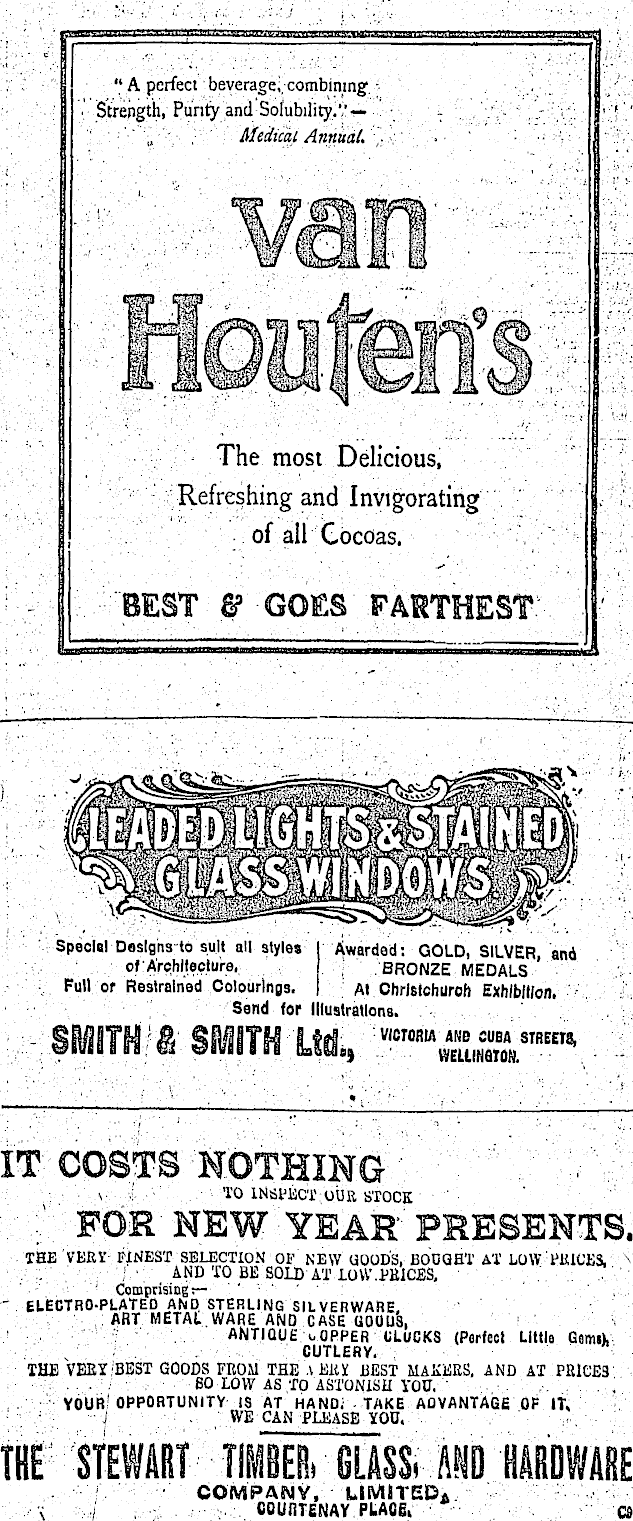 "A perfect beverage, combining
Strength, Purity and Solubility."—
Medical Annual.
van
Houten's
The most Delicious,
Refreshing and Invigorating
of all Cocoas.
BEST & GOES FARTHEST
LEADED LIGHTS & STAINED
GLASS WINDOWS
Special Designs to suit all styles
of Architecture.
Full or Restrained Colourings.
Awarded: GOLD, SILVER, and
BRONZE MEDALS
At Christchurch Exhibition.
Send for Illustrations.
SMITH & SMITH Ltd.,
VICTORIA AND CUBA STREETS,
WELLINGTON.
IT COSTS NOTHING
TO INSPECT OUR STOCK
FOR NEW YEAR PRESENTS.
THE VERY FINEST SELECTION OF NEW GOODS, BOUGHT AT LOW PRICES,
AND TO BE SOLD AT LOW PRICES,
Comprising:—
ELECTRO-PLATED AND STERLING SILVERWARE,
ART METAL WARE AND CASE GOODS,
ANTIQUE COPPER CLOCKS (Perfect Little Gems),
CUTLERY.
THE VERY BEST GOODS FROM THE VERY BEST MAKERS, AND AT PRICES
SO LOW AS TO ASTONISH YOU.
YOUR OPPORTUNITY IS AT HAND. TAKE ADVANTAGE OF IT.
WE CAN PLEASE YOU.
THE STEWART TIMBER, GLASS, AND HARDWARE
COMPANY, LIMITED,
COURTENAY PLACE.